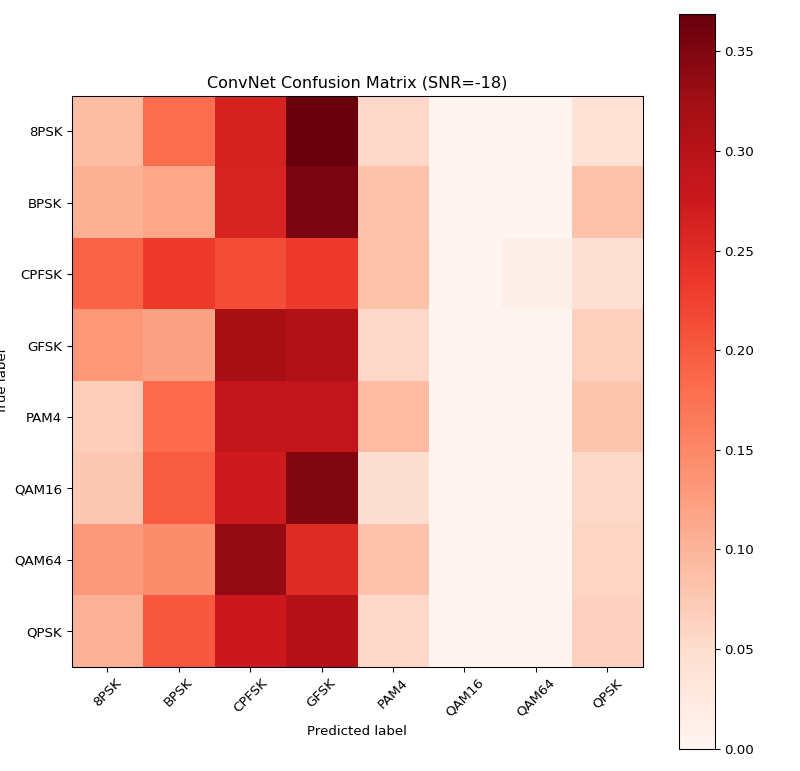 ConvNet Confusion Matrix (SNR=-18)
8PSK
BPSK
CPFSK
GFSK
PAM4
QAM16
QAM64
QPSK
8PSK
BPSK
CPFSK
GFSK
PAM4
QAM16
QAM64
QPSK
Predicted label
0.35
0.30
0.25
0.20
0.15
0.10
0.05
0.00